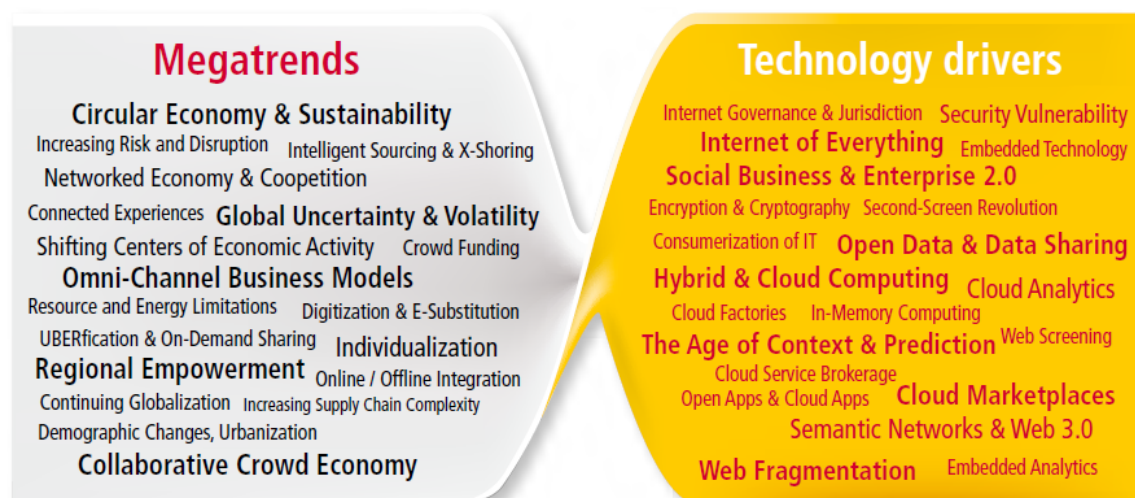 Megatrends
Circular Economy & Sustainability
Increasing Risk and Disruption
Intelligent Sourcing & X-Shoring
Networked Economy & Coopetition
Connected Experiences
Global Uncertainty & Volatility
Shifting Centers of Economic Activity
Crowd Funding
Omni-Channel Business Models
Resource and Energy Limitations
Digitization & E-Substitution
UBERfication & On-Demand Sharing
Individualization
Regional Empowerment
Online / Offline Integration
Continuing Globalization
Increasing Supply Chain Complexity
Demographic Changes, Urbanization
Collaborative Crowd Economy
Technology drivers
Internet Governance & Jurisdiction
Security Vulnerability
Internet of Everything
Embedded Technology
Social Business & Enterprise 2.0
Encryption & Cryptography
Second-Screen Revolution
Consumerization of IT
Open Data & Data Sharing
Hybrid & Cloud Computing
Cloud Analytics
Cloud Factories
In-Memory Computing
The Age of Context & Prediction
Web Screening
Cloud Service Brokerage
Open Apps & Cloud Apps
Cloud Marketplaces
Semantic Networks & Web 3.0
Web Fragmentation
Embedded Analytics